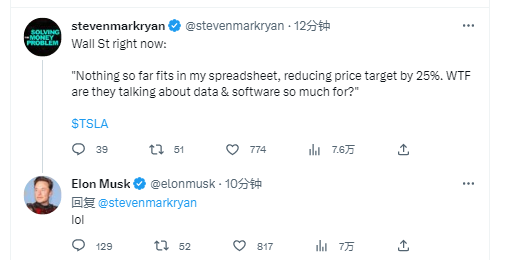 SOLVING
THE MONEY
PROBLEM
stevenmarkryan @stevenmarkryan · 12分钟
Wall St right now:
"Nothing so far fits in my spreadsheet, reducing price target by 25%. WTF
are they talking about data & software so much for?"
$TSLA
39 51 774 7.6万
Elon Musk @elonmusk · 10分钟
回复 @stevenmarkryan
lol
129 52 817 7万